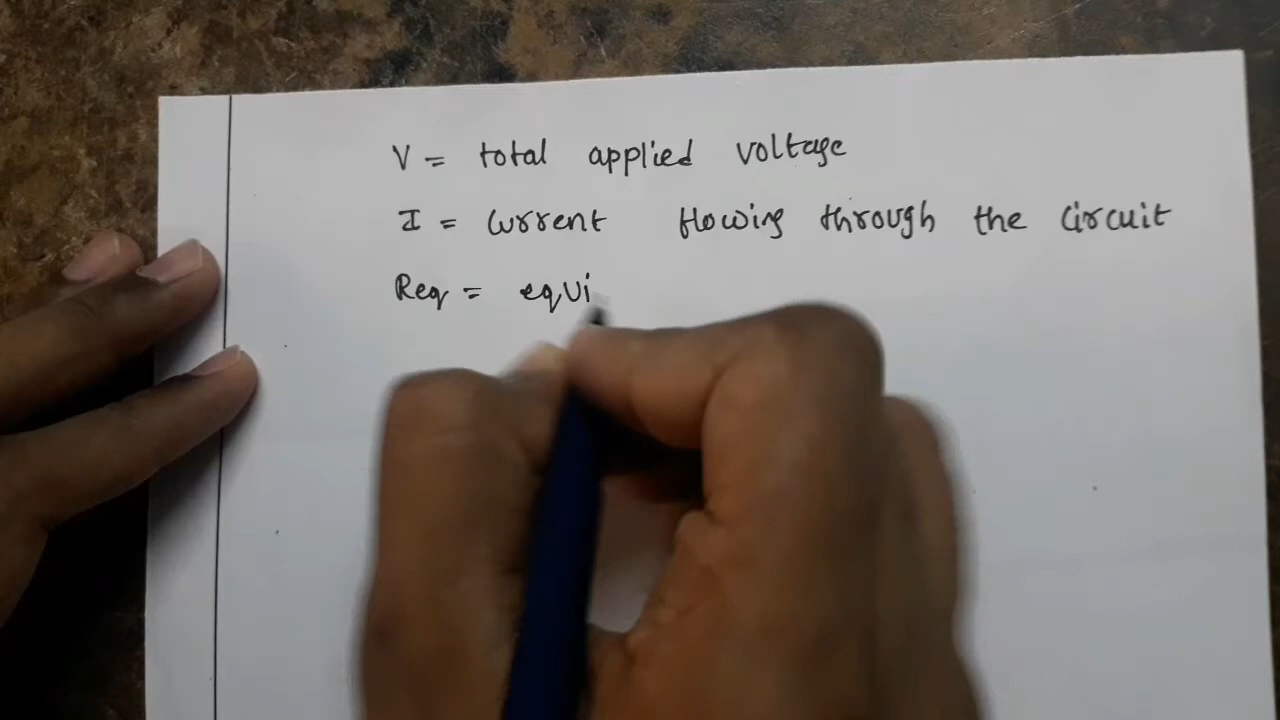 V = total applied voltage
I = current flowing through the circuit
Req = equi